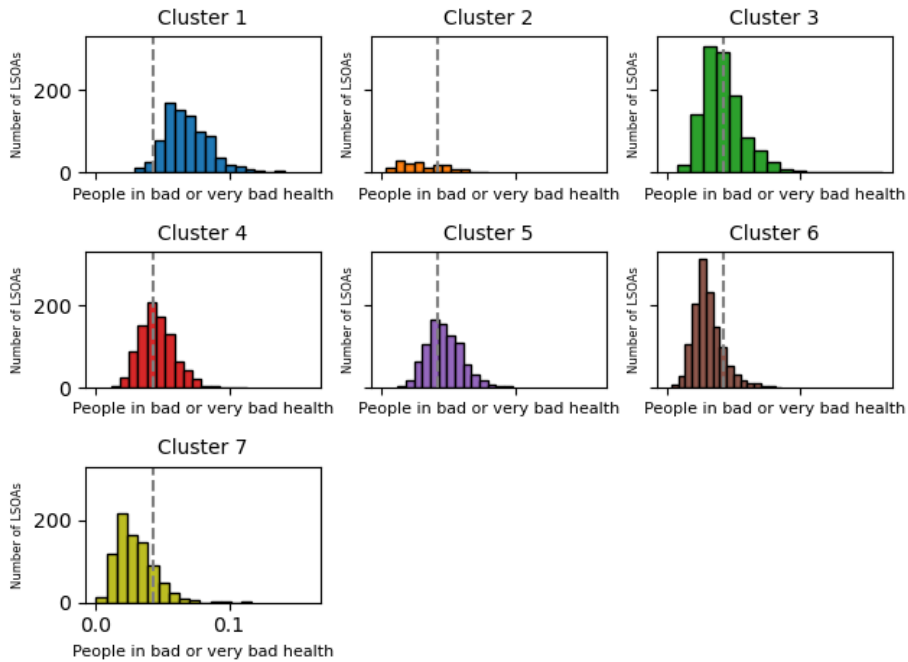 Cluster 1
Cluster 2
Cluster 3
Number of LSOAs
200
0
People in bad or very bad health
Number of LSOAs
People in bad or very bad health
Number of LSOAs
People in bad or very bad health
Cluster 4
Cluster 5
Cluster 6
Number of LSOAs
200
0
People in bad or very bad health
Number of LSOAs
People in bad or very bad health
Number of LSOAs
People in bad or very bad health
Cluster 7
Number of LSOAs
200
0
0.0
0.1
People in bad or very bad health